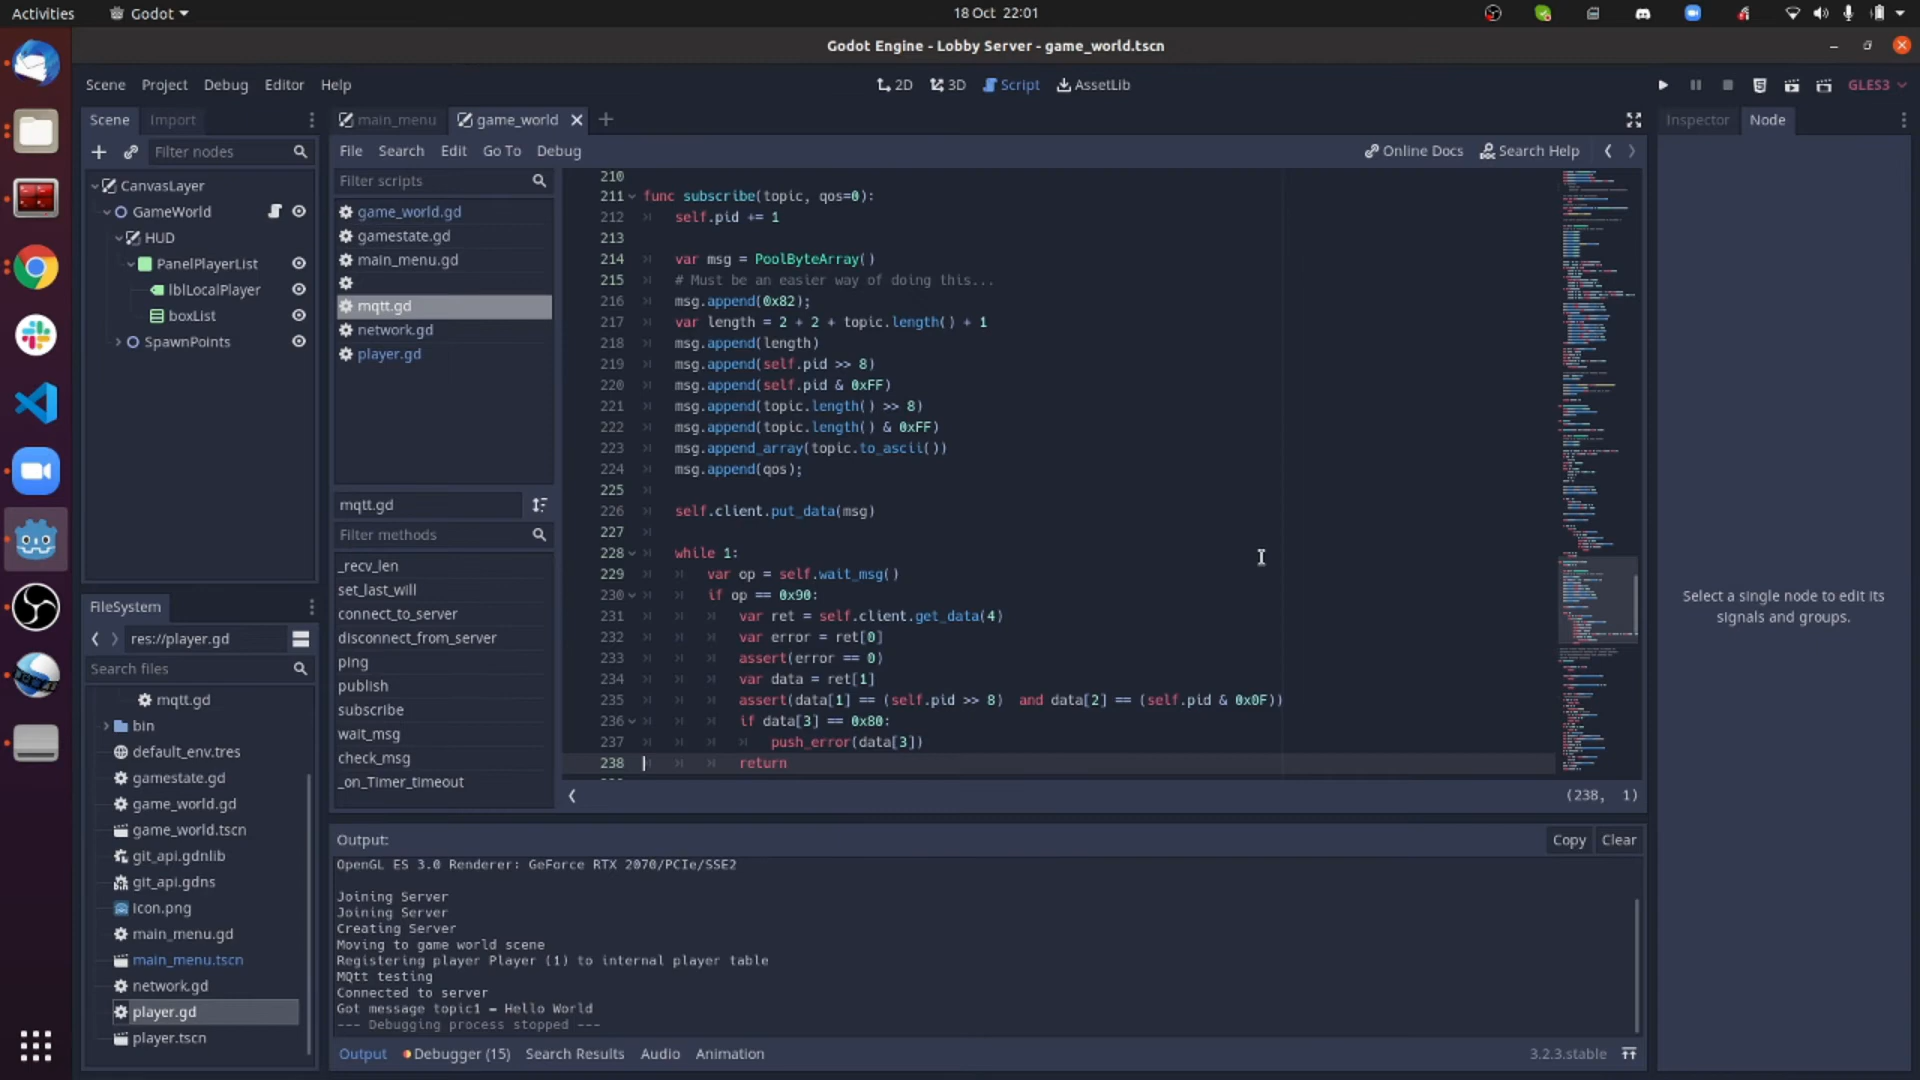 Activities
Godot
18 Oct 22:01
Godot Engine - Lobby Server - game_world.tscn
Scene Project Debug Editor Help
2D 3D Script AssetLib
GLES3
Scene Import
main_menu game_world
Inspector Node
Filter nodes
File Search Edit Go To Debug
Online Docs Search Help
CanvasLayer
GameWorld
HUD
PanelPlayerList
lblLocalPlayer
boxList
SpawnPoints
Filter scripts
game_world.gd
gamestate.gd
main_menu.gd
mqtt.gd
network.gd
player.gd
mqtt.gd
Filter methods
_recv_len
set_last_will
connect_to_server
disconnect_from_server
ping
publish
subscribe
wait_msg
check_msg
_on_Timer_timeout
210
211 func subscribe(topic, qos=0):
212 self.pid += 1
213
214 var msg = PoolByteArray()
215 # Must be an easier way of doing this...
216 msg.append(0x82);
217 var length = 2 + 2 + topic.length() + 1
218 msg.append(length)
219 msg.append(self.pid >> 8)
220 msg.append(self.pid & 0xFF)
221 msg.append(topic.length() >> 8)
222 msg.append(topic.length() & 0xFF)
223 msg.append_array(topic.to_ascii())
224 msg.append(qos);
225
226 self.client.put_data(msg)
227
228 while 1:
229 var op = self.wait_msg()
230 if op == 0x90:
231 var ret = self.client.get_data(4)
232 var error = ret[0]
233 assert(error == 0)
234 var data = ret[1]
235 assert(data[1] == (self.pid >> 8) and data[2] == (self.pid & 0x0F))
236 if data[3] == 0x80:
237 push_error(data[3])
238 return
(238, 1)
Select a single node to edit its
signals and groups.
FileSystem
res://player.gd
Search files
mqtt.gd
bin
default_env.tres
gamestate.gd
game_world.gd
game_world.tscn
git_api.gdnlib
git_api.gdns
icon.png
main_menu.gd
main_menu.tscn
network.gd
player.gd
player.tscn
Output:
Copy Clear
OpenGL ES 3.0 Renderer: GeForce RTX 2070/PCIe/SSE2
Joining Server
Joining Server
Creating Server
Moving to game world scene
Registering player Player (1) to internal player table
MQtt testing
Connected to server
Got message topic1 - Hello World
--- Debugging process stopped ---
Output Debugger (15) Search Results Audio Animation
3.2.3.stable